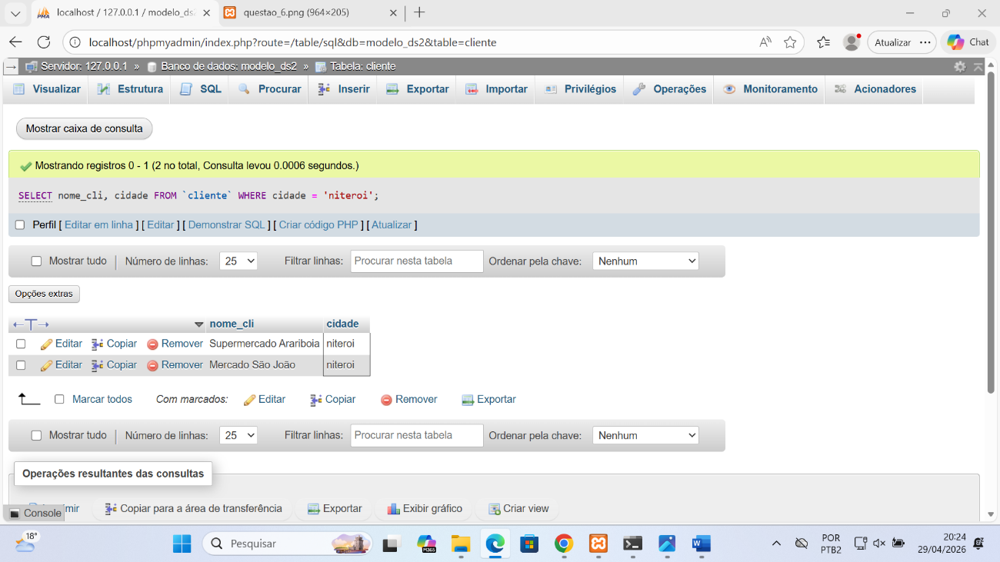 localhost / 127.0.0.1 / modelo_ds
questao_6.png (964×205)
localhost/phpmyadmin/index.php?route=/table/sql&db=modelo_ds2&table=cliente
Atualizar
Chat
Servidor: 127.0.0.1 » Banco de dados: modelo_ds2 » Tabela: cliente
Visualizar Estrutura SQL Procurar Inserir Exportar Importar Privilégios Operações Monitoramento Acionadores
Mostrar caixa de consulta
Mostrando registros 0 - 1 (2 no total, Consulta levou 0.0006 segundos.)
SELECT nome_cli, cidade FROM `cliente` WHERE cidade = 'niteroi';
Perfil [ Editar em linha ] [ Editar ] [ Demonstrar SQL ] [ Criar código PHP ] [ Atualizar ]
Mostrar tudo | Número de linhas: 25 Filtrar linhas: Procurar nesta tabela Ordenar pela chave: Nenhum
Opções extras
←T→ nome_cli cidade
Editar Copiar Remover Supermercado Arariboia niteroi
Editar Copiar Remover Mercado São João niteroi
Marcar todos Com marcados: Editar Copiar Remover Exportar
Mostrar tudo | Número de linhas: 25 Filtrar linhas: Procurar nesta tabela Ordenar pela chave: Nenhum
Operações resultantes das consultas
Copiar para a área de transferência Exportar Exibir gráfico Criar view
Console
18°
Pesquisar
M365
POR
PTB2
20:24
29/04/2026